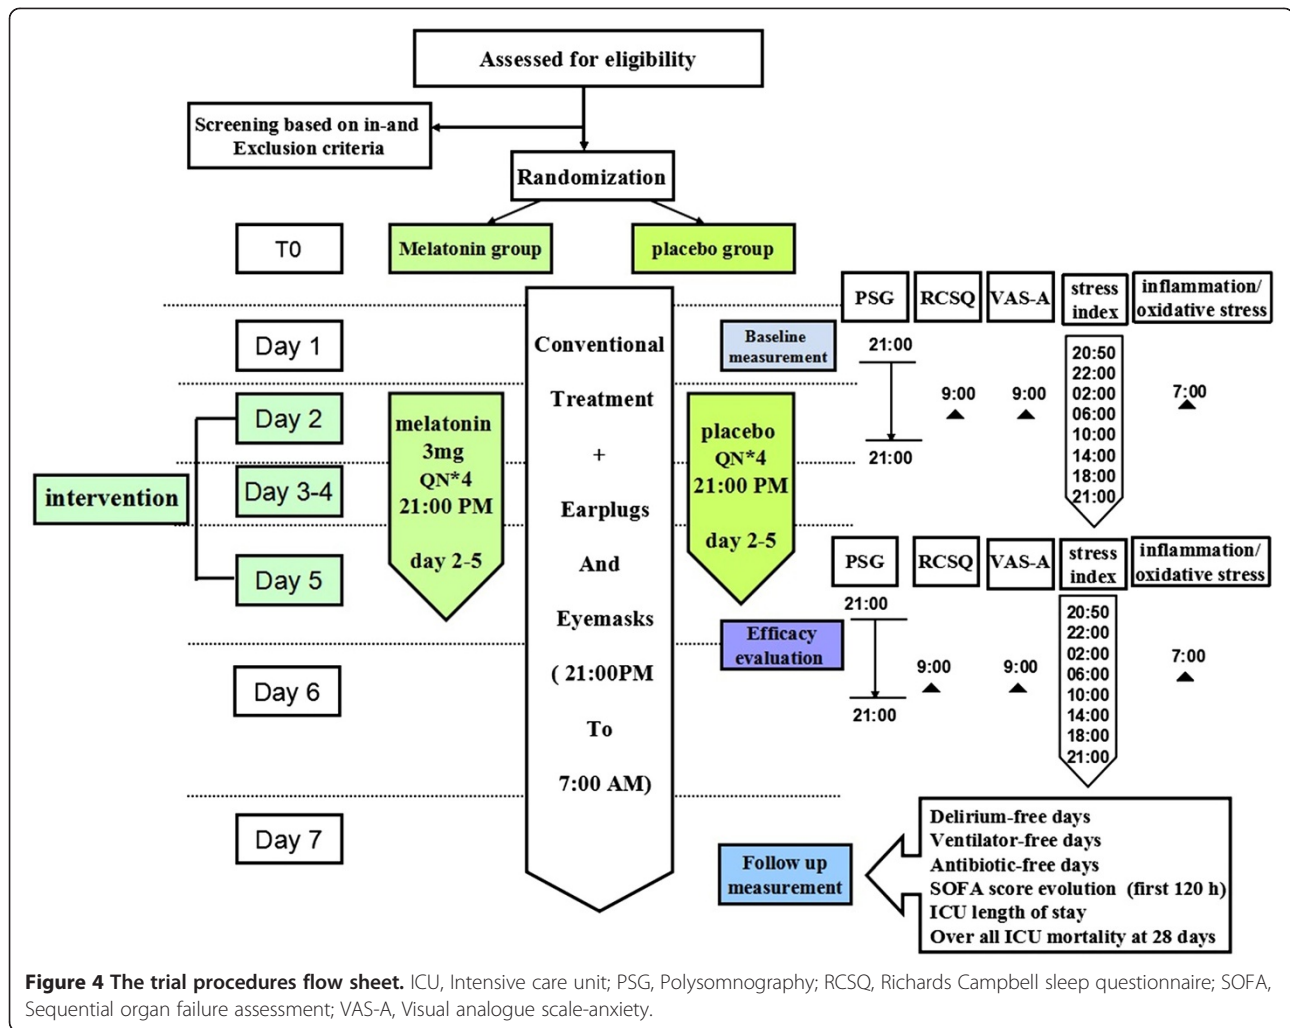 Assessed for eligibility
Screening based on in-and
Exclusion criteria
Randomization
T0
Melatonin group
placebo group
PSG
RCSQ
VAS-A
stress
index
inflammation/
oxidative stress
Day 1
Conventional
Treatment
+
Earplugs
And
Eyemasks
( 21:00PM
To
7:00 AM)
Baseline
measurement
21:00
21:00
9:00
9:00
20:50
22:00
02:00
06:00
10:00
14:00
18:00
21:00
7:00
intervention
Day 2
Day 3-4
Day 5
melatonin
3mg
QN*4
21:00 PM
day 2-5
placebo
QN*4
21:00 PM
day 2-5
PSG
RCSQ
VAS-A
stress
index
inflammation/
oxidative stress
Day 6
Efficacy
evaluation
21:00
21:00
9:00
9:00
20:50
22:00
02:00
06:00
10:00
14:00
18:00
21:00
7:00
Day 7
Follow up
measurement
Delirium-free days
Ventilator-free days
Antibiotic-free days
SOFA score evolution (first 120 h)
ICU length of stay
Over all ICU mortality at 28 days
Figure 4 The trial procedures flow sheet. ICU, Intensive care unit; PSG, Polysomnography; RCSQ, Richards Campbell sleep questionnaire; SOFA,
Sequential organ failure assessment; VAS-A, Visual analogue scale-anxiety.